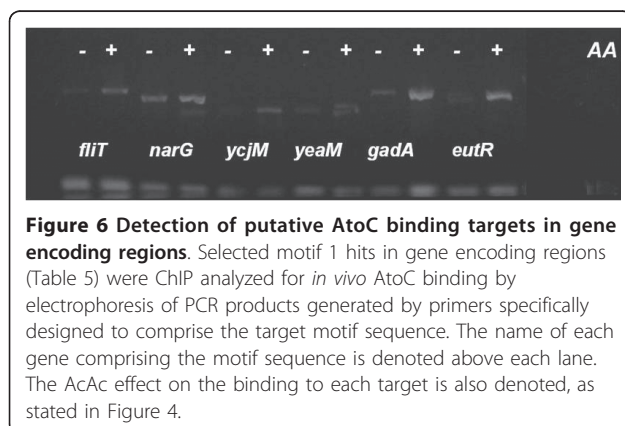 - + - + - + - + - + - + AA
fliT narG ycjM yeaM gadA eutR
Figure 6 Detection of putative AtoC binding targets in gene
encoding regions. Selected motif 1 hits in gene encoding regions
(Table 5) were ChIP analyzed for in vivo AtoC binding by
electrophoresis of PCR products generated by primers specifically
designed to comprise the target motif sequence. The name of each
gene comprising the motif sequence is denoted above each lane.
The AcAc effect on the binding to each target is also denoted, as
stated in Figure 4.